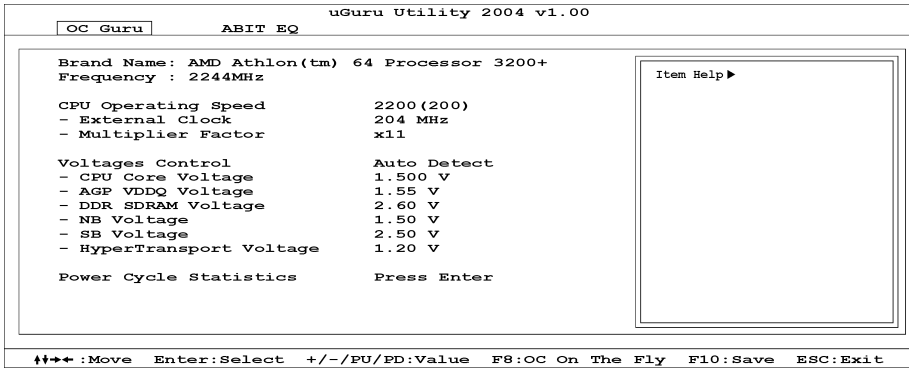 uGuru Utility 2004 v1.00
OC Guru ABIT EQ
Brand Name: AMD Athlon(tm) 64 Processor 3200+
Frequency : 2244MHz
CPU Operating Speed 2200(200)
- External Clock 204 MHz
- Multiplier Factor x11
Voltages Control Auto Detect
- CPU Core Voltage 1.500 V
- AGP VDDQ Voltage 1.55 V
- DDR SDRAM Voltage 2.60 V
- NB Voltage 1.50 V
- SB Voltage 2.50 V
- HyperTransport Voltage 1.20 V
Power Cycle Statistics Press Enter
Item Help▶
↑↓→←:Move Enter:Select +/-/PU/PD:Value F8:OC On The Fly F10:Save ESC:Exit